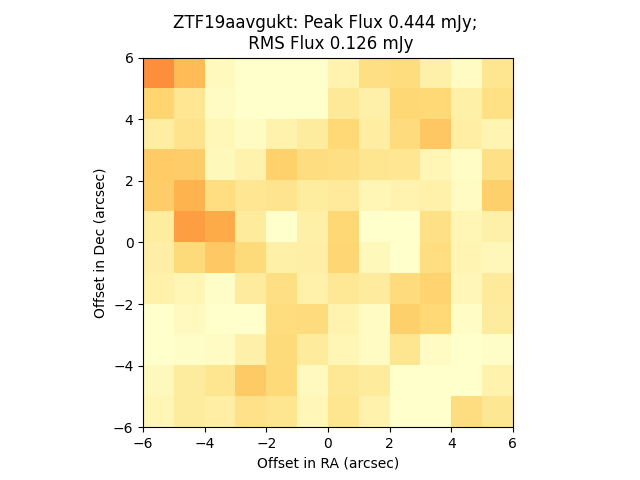 ZTF19aavgukt: Peak Flux 0.444 mJy;
RMS Flux 0.126 mJy
6
4
2
0
−2
−4
−6
Offset in Dec (arcsec)
−6 −4 −2 0 2 4 6
Offset in RA (arcsec)